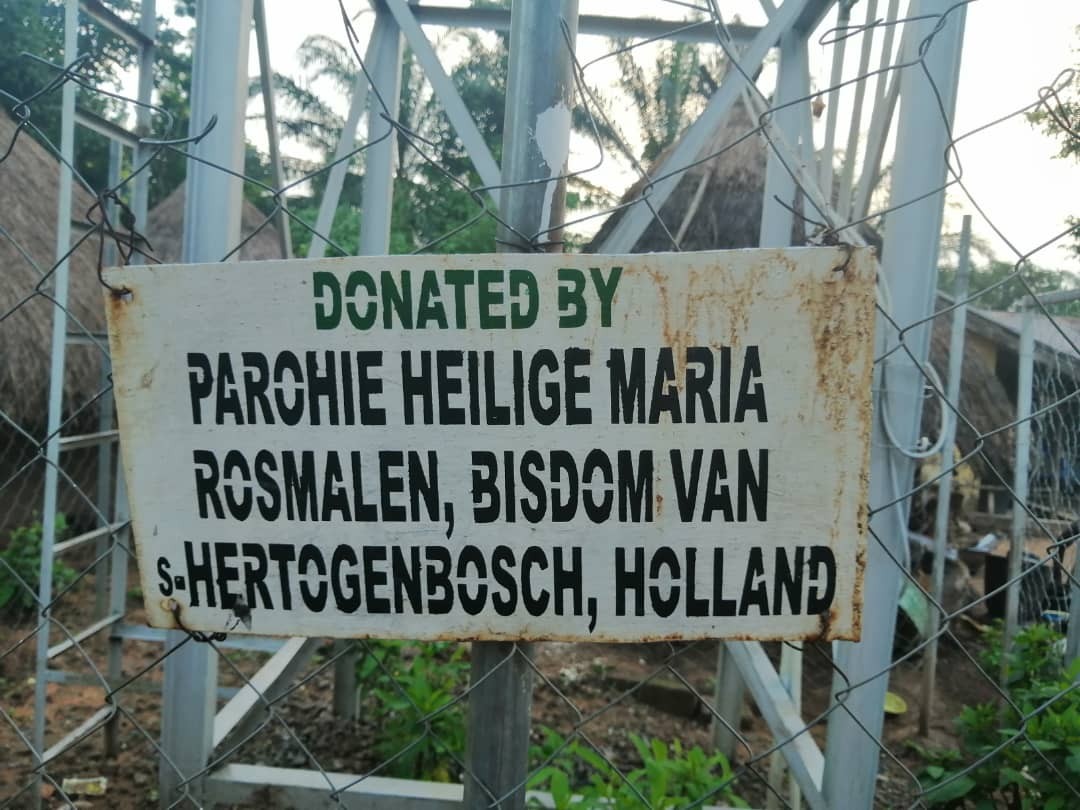 DONATED BY
PAROHIE HEILIGE MARIA
ROSMALEN, BISDOM VAN
s-HERTOGENBOSCH, HOLLAND